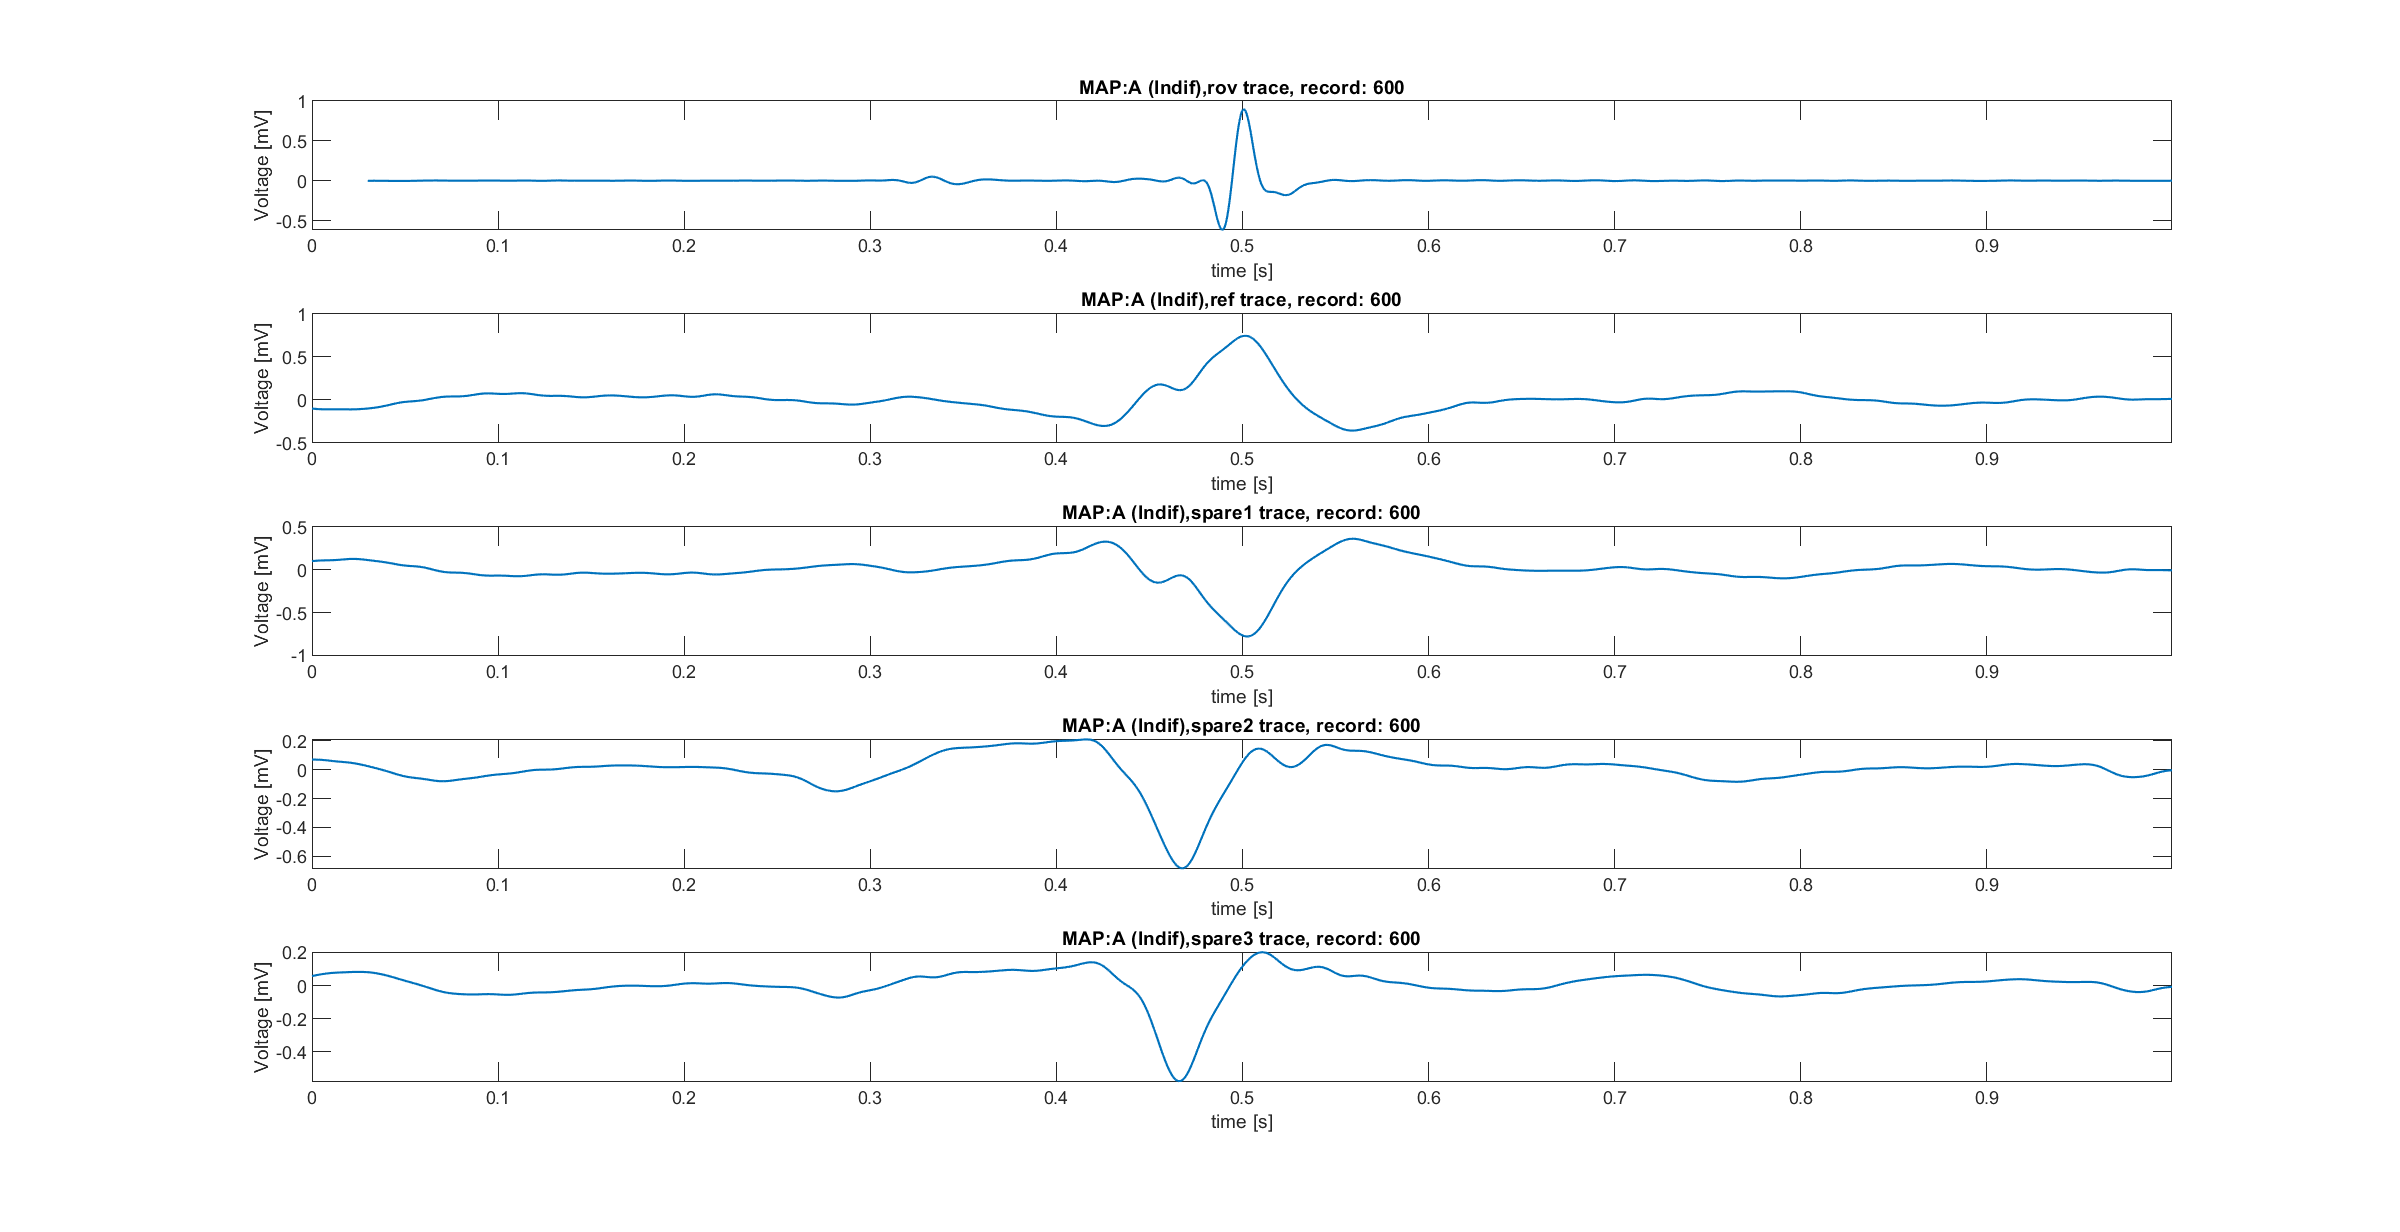 MAP:A (Indif),rov trace, record: 600
Voltage [mV]
1
0.5
0
-0.5
0 0.1 0.2 0.3 0.4 0.5 0.6 0.7 0.8 0.9
time [s]
MAP:A (Indif),ref trace, record: 600
Voltage [mV]
1
0.5
0
-0.5
0 0.1 0.2 0.3 0.4 0.5 0.6 0.7 0.8 0.9
time [s]
MAP:A (Indif),spare1 trace, record: 600
Voltage [mV]
0.5
0
-0.5
-1
0 0.1 0.2 0.3 0.4 0.5 0.6 0.7 0.8 0.9
time [s]
MAP:A (Indif),spare2 trace, record: 600
Voltage [mV]
0.2
0
-0.2
-0.4
-0.6
0 0.1 0.2 0.3 0.4 0.5 0.6 0.7 0.8 0.9
time [s]
MAP:A (Indif),spare3 trace, record: 600
Voltage [mV]
0.2
0
-0.2
-0.4
0 0.1 0.2 0.3 0.4 0.5 0.6 0.7 0.8 0.9
time [s]